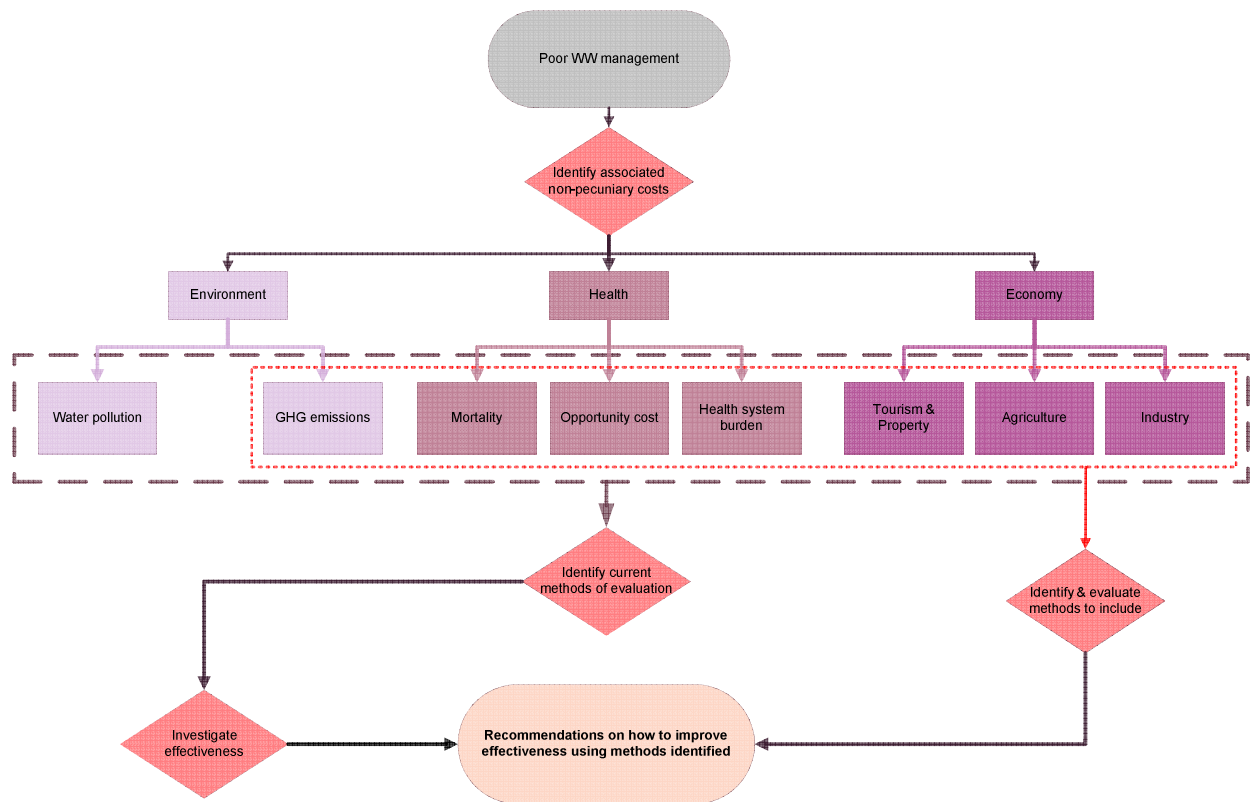 Poor WW management
Identify associated
non-pecuniary costs
Environment
Health
Economy
Water pollution
GHG emissions
Mortality
Opportunity cost
Health system
burden
Tourism &
Property
Agriculture
Industry
Identify current
methods of evaluation
Identify & evaluate
methods to include
Investigate
effectiveness
Recommendations on how to improve
effectiveness using methods identified